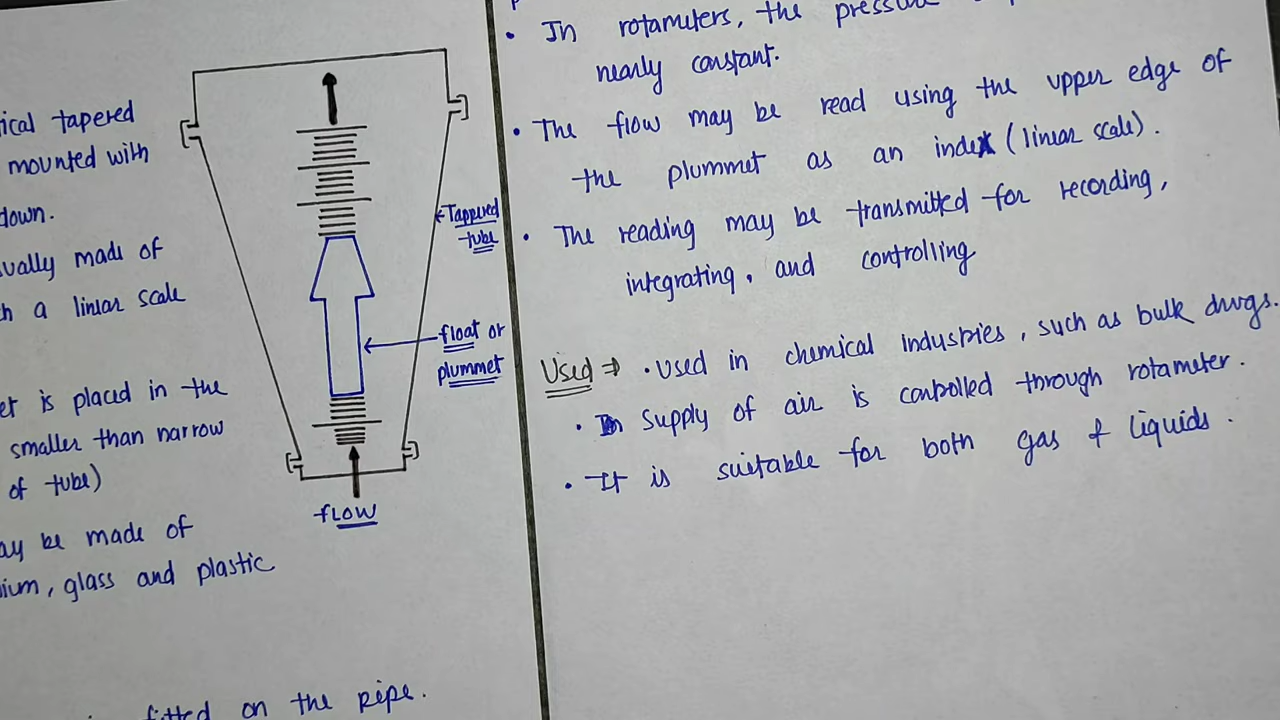 ical tapered
mounted with
down.
ually made of
h a linear scale
et is placed in the
smaller than narrow
of tube)
ay be made of
ium, glass and plastic
fitted on the pipe.
Tappered
tube
float or
plummet
fLOW
• In rotameters, the pressu
nearly constant.
• The flow may be read using the upper edge of
the plummet as an index (linear scale).
• The reading may be transmitted for recording,
integrating, and controlling
Used ⇒ • Used in chemical industries, such as bulk drugs.
• In supply of air is controlled through rotameter.
• It is suitable for both gas & liquids.